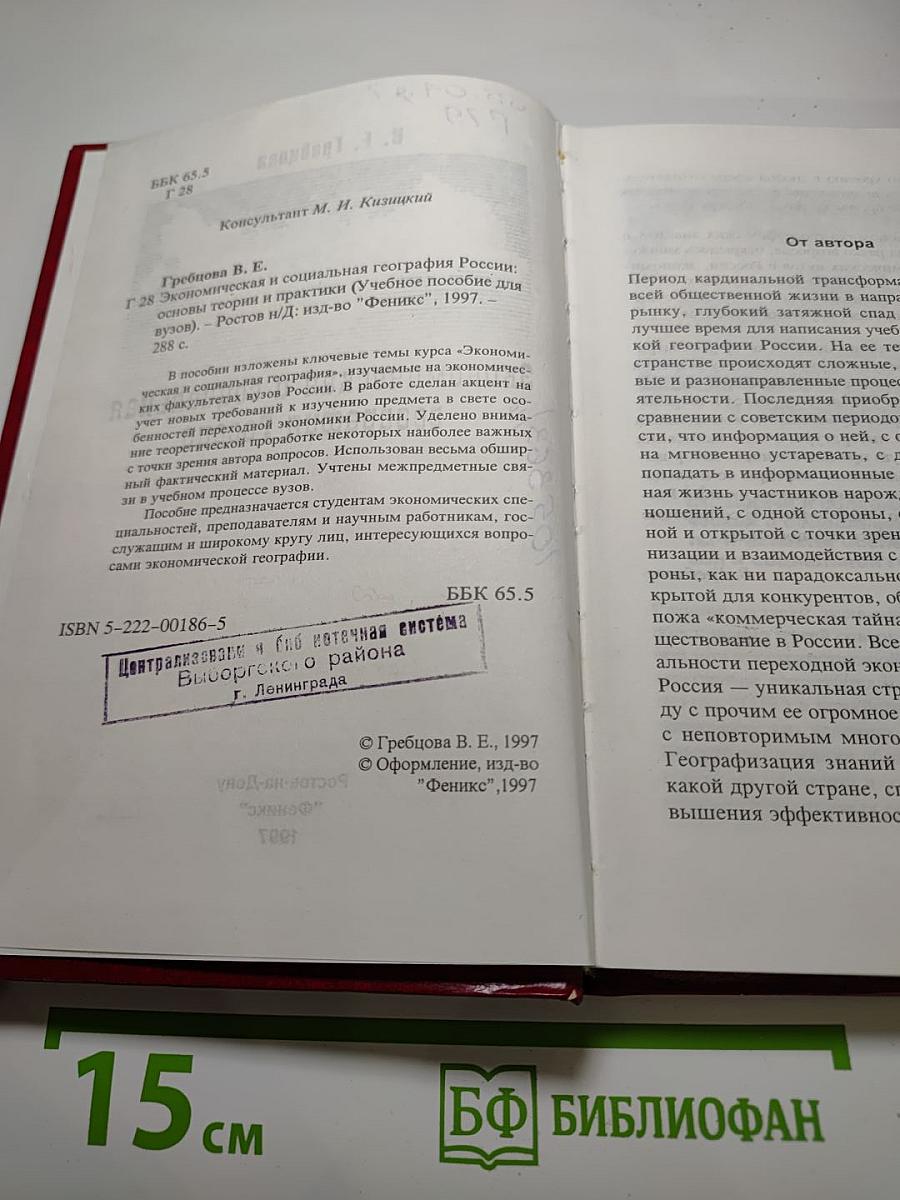 ББК 65.5
Г 28
Консультант М. И. Кизицкий
Гребцова В. Е.
Г 28 Экономическая и социальная география России:
основы теории и практики (Учебное пособие для
вузов). – Ростов н/Д: изд-во "Феникс", 1997. –
288 с.
В пособии изложены ключевые темы курса «Экономи-
ческая и социальная география», изучаемые на экономичес-
ких факультетах вузов России. В работе сделан акцент на
учет новых требований к изучению предмета в свете осо-
бенностей переходной экономики России. Уделено внима-
ние теоретической проработке некоторых наиболее важных
с точки зрения автора вопросов. Использован весьма обшир-
ный фактический материал. Учтены межпредметные свя-
зи в учебном процессе вузов.
Пособие предназначается студентам экономических спе-
циальностей, преподавателям и научным работникам, гос-
служащим и широкому кругу лиц, интересующихся вопро-
сами экономической географии.
ББК 65.5
ISBN 5–222–00186–5
система
Выборгского района
г. Ленинграда
© Гребцова В. Е., 1997
© Оформление, изд-во
"Феникс",1997
От автора
Период кардинальной трансформа
всей общественной жизни в напра
рынку, глубокий затяжной спад
лучшее время для написания учеб
кой географии России. На ее те
странстве происходят сложные,
вые и разнонаправленные процес
ятельности. Последняя приобр
сравнении с советским периодо
сти, что информация о ней, с о
на мгновенно устаревать, с д
попадать в информационные
ная жизнь участников нарож
ношений, с одной стороны,
ной и открытой с точки зрен
низации и взаимодействия с
роны, как ни парадоксально
крытой для конкурентов, об
пожа «коммерческая тайна
ществование в России. Все
альности переходной экон
Россия — уникальная стр
ду с прочим ее огромное
с неповторимым много
Географизация знаний
какой другой стране, сп
вышения эффективнос
15 см
БФ БИБЛИОФАН